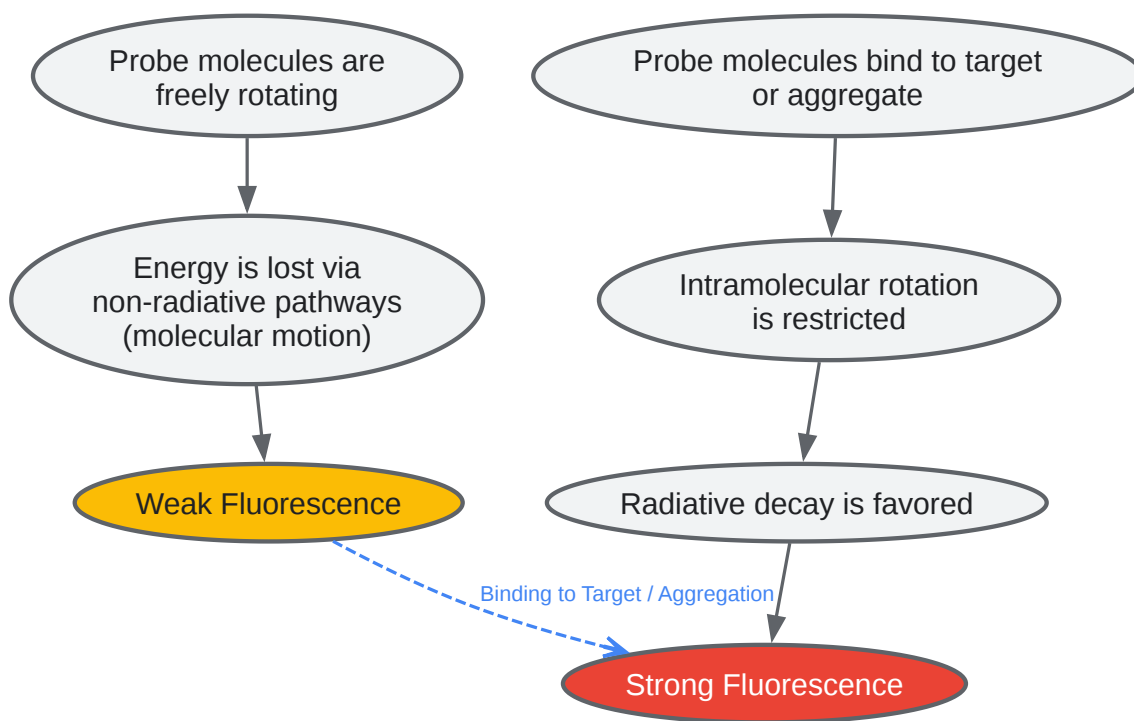 Probe molecules are
freely rotating
Probe molecules bind to target
or aggregate
Energy is lost via
non-radiative pathways
(molecular motion)
Intramolecular rotation
is restricted
Weak Fluorescence
Radiative decay is favored
Binding to Target / Aggregation
Strong Fluorescence